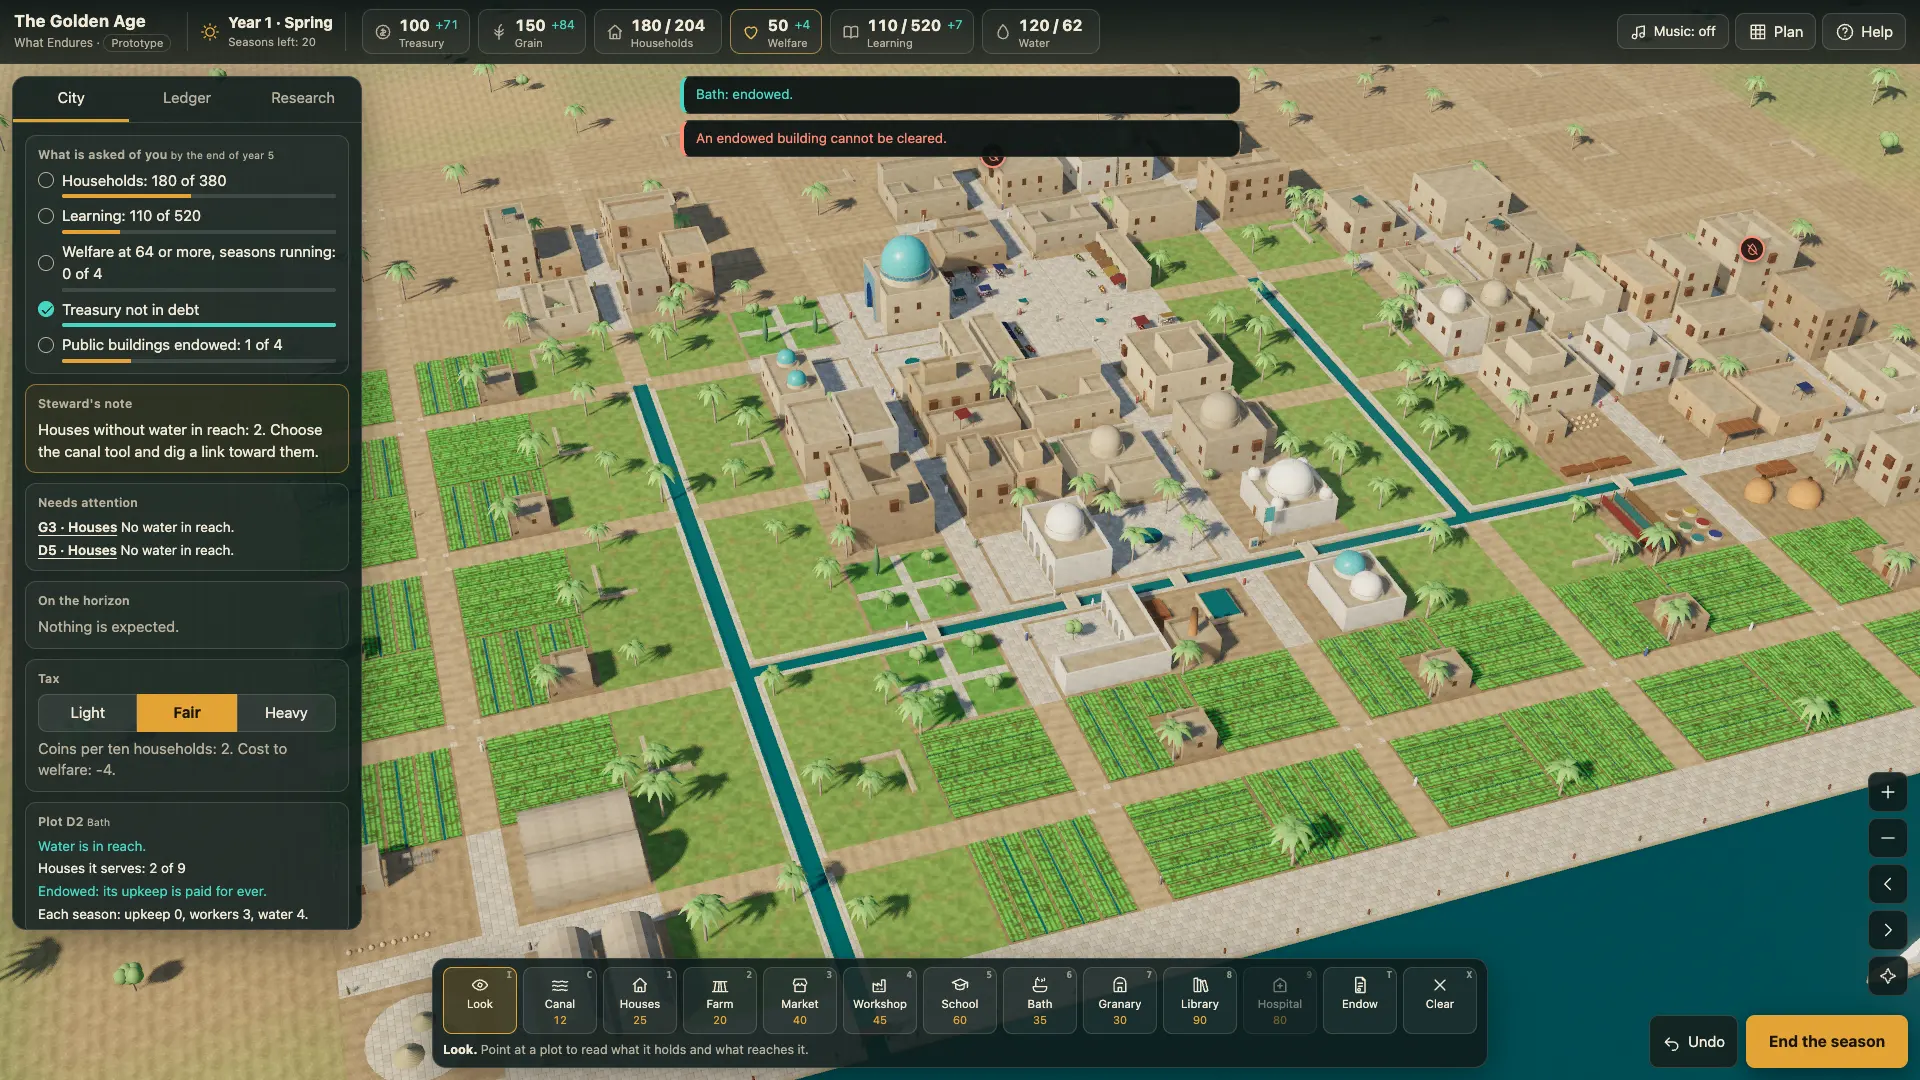 The Golden Age
What Endures · Prototype
Year 1 · Spring
Seasons left: 20
100 +71
Treasury
150 +84
Grain
180 / 204
Households
50 +4
Welfare
110 / 520 +7
Learning
120 / 62
Water
Music: off
Plan
Help
City
Ledger
Research
What is asked of you by the end of year 5
Households: 180 of 380
Learning: 110 of 520
Welfare at 64 or more, seasons running:
0 of 4
Treasury not in debt
Public buildings endowed: 1 of 4
Steward's note
Houses without water in reach: 2. Choose
the canal tool and dig a link toward them.
Needs attention
G3 · Houses No water in reach.
D5 · Houses No water in reach.
On the horizon
Nothing is expected.
Tax
Light
Fair
Heavy
Coins per ten households: 2. Cost to
welfare: -4.
Plot D2 Bath
Water is in reach.
Houses it serves: 2 of 9
Endowed: its upkeep is paid for ever.
Each season: upkeep 0, workers 3, water 4.
Bath: endowed.
An endowed building cannot be cleared.
I
Look
C
Canal
12
1
Houses
25
2
Farm
20
3
Market
40
4
Workshop
45
5
School
60
6
Bath
35
7
Granary
30
8
Library
90
9
Hospital
80
T
Endow
X
Clear
Look. Point at a plot to read what it holds and what reaches it.
Undo
End the season